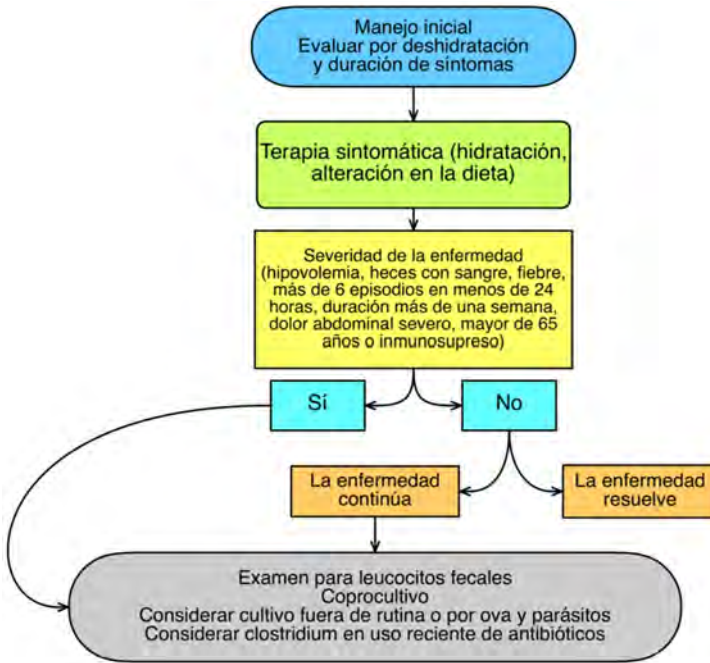 Manejo inicial
Evaluar por deshidratación
y duración de síntomas
Terapia sintomática (hidratación,
alteración en la dieta)
Severidad de la enfermedad
(hipovolemia, heces con sangre, fiebre,
más de 6 episodios en menos de 24
horas, duración más de una semana,
dolor abdominal severo, mayor de 65
años o inmunosupreso)
Sí
No
La enfermedad
continúa
La enfermedad
resuelve
Examen para leucocitos fecales
Coprocultivo
Considerar cultivo fuera de rutina o por ova y parásitos
Considerar clostridium en uso reciente de antibióticos